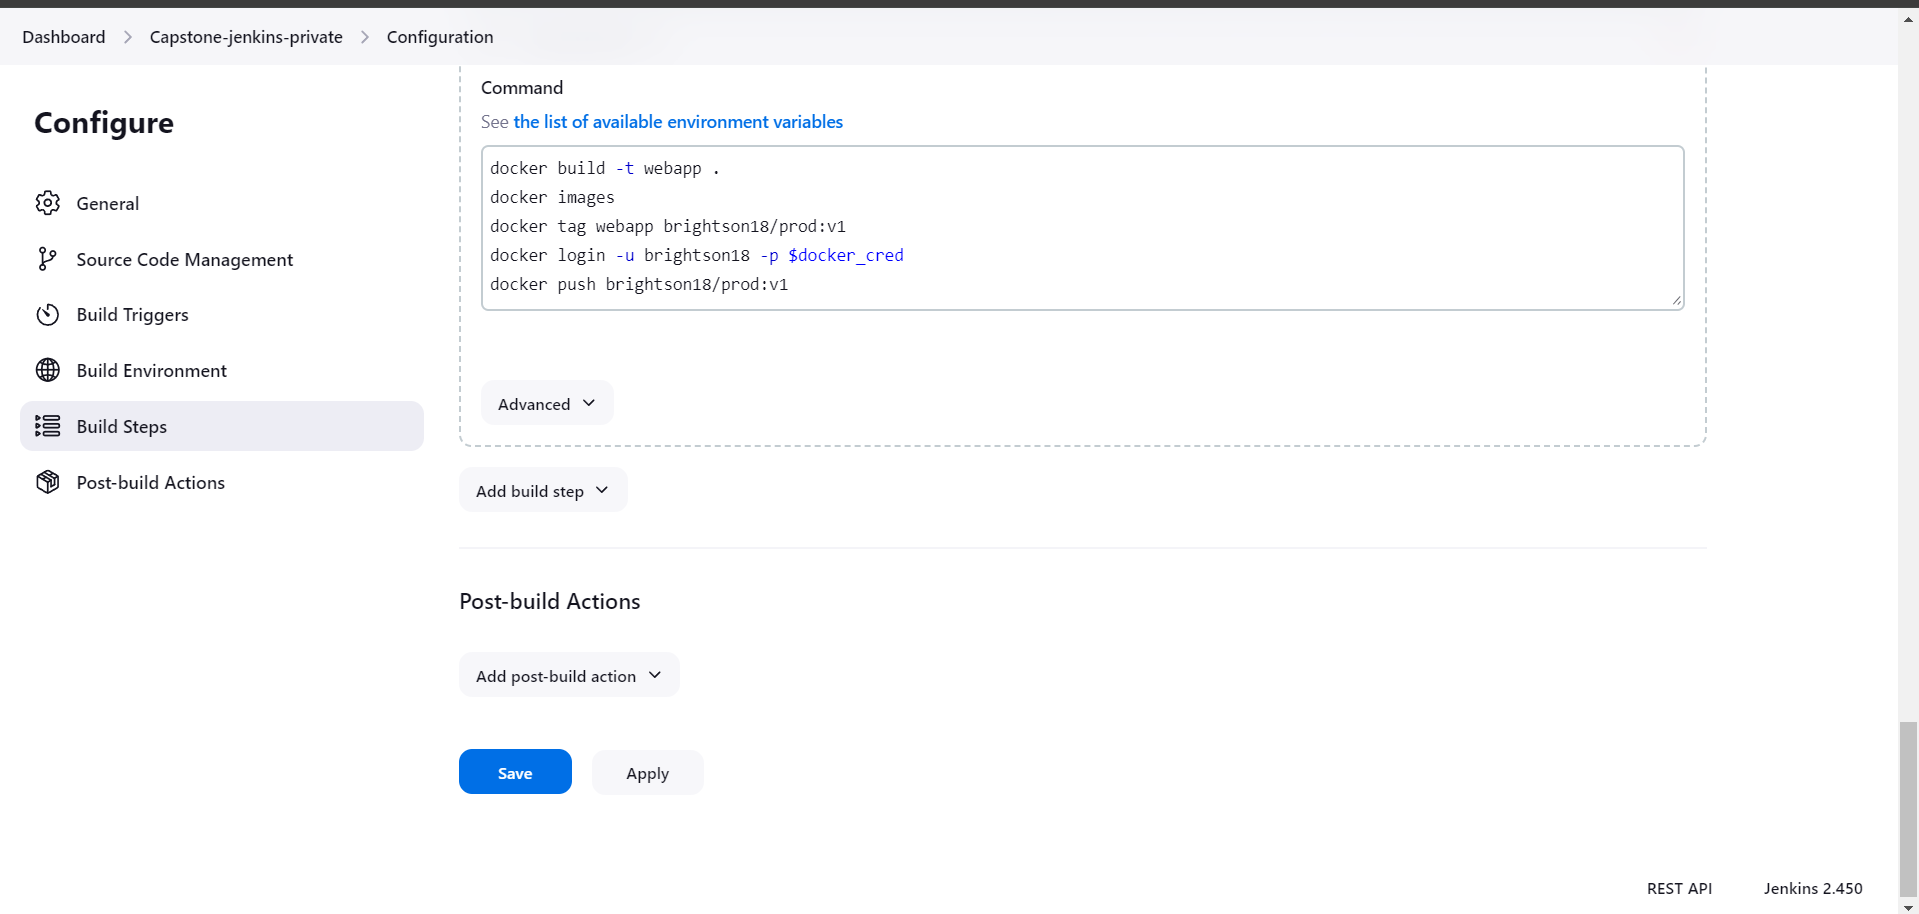 Dashboard > Capstone-jenkins-private > Configuration
Configure
General
Source Code Management
Build Triggers
Build Environment
Build Steps
Post-build Actions
Command
See the list of available environment variables
docker build -t webapp .
docker images
docker tag webapp brightson18/prod:v1
docker login -u brightson18 -p $docker_cred
docker push brightson18/prod:v1
Advanced
Add build step
Post-build Actions
Add post-build action
Save Apply
REST API Jenkins 2.450